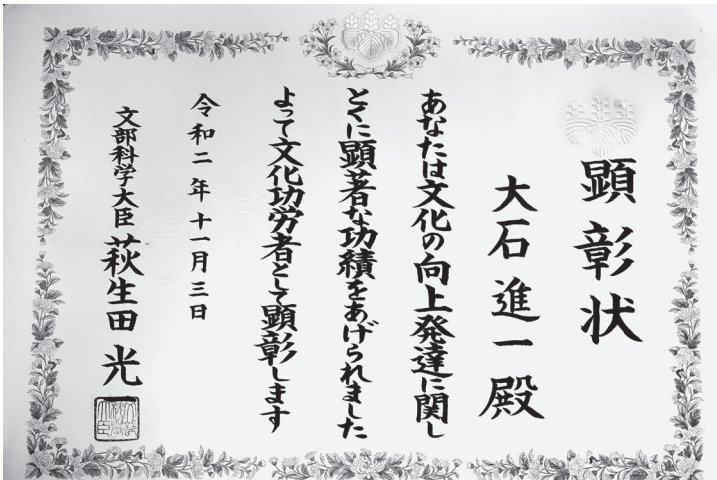 顕彰状
大石進一殿
あなたは文化の向上発達に関し
とくに顕著な功績をあげられました
よって文化功労者として顕彰します
令和二年十一月三日
文部科学大臣 萩生田光一